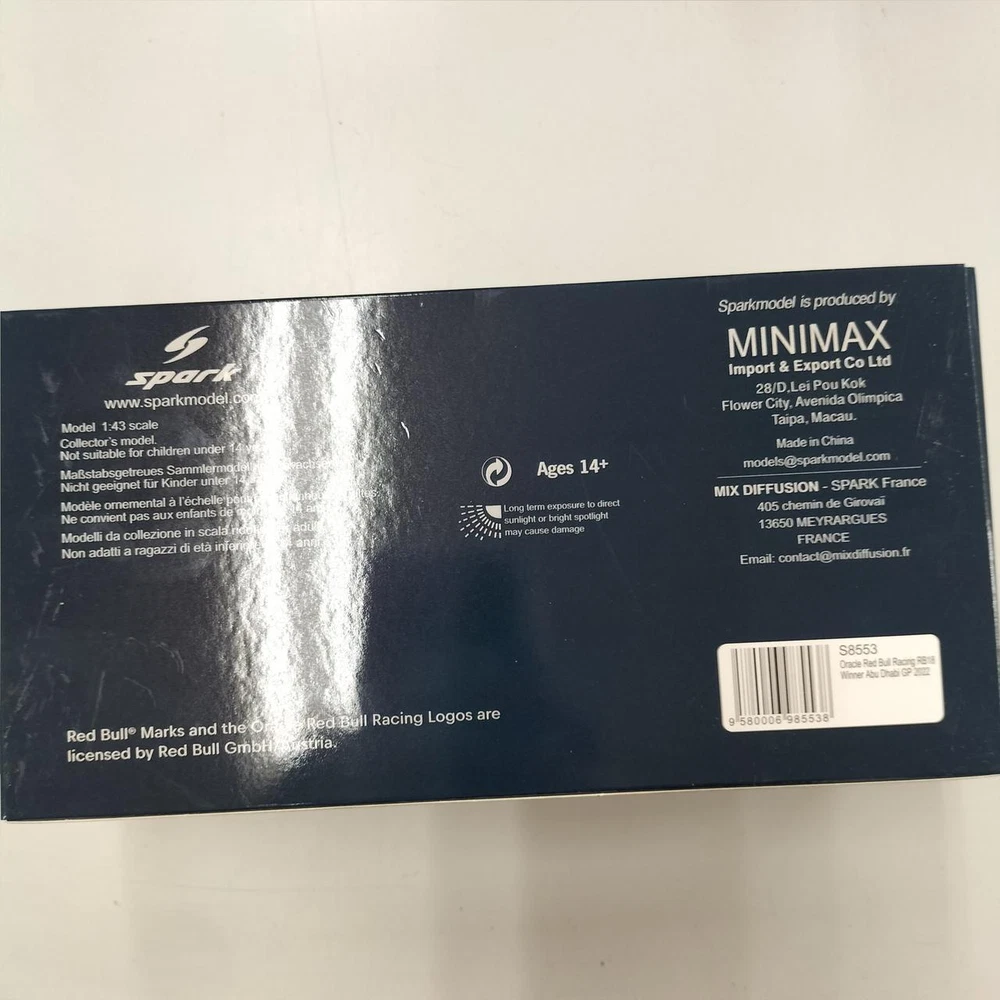 spark
www.sparkmodel.co
Model 1:43 scale
Collector's model.
Not suitable for children under 14
Maßstabsgetreues Sammlermodel
Nicht geeignet für Kinder unter 14
Modèle ornemental à l'échelle pour
Ne convient pas aux enfants de
Modelli da collezione in scala
Non adatti a ragazzi di età
Red Bull® Marks and the Oracle Red Bull Racing Logos are
licensed by Red Bull GmbH/Austria.
Ages 14+
Long term exposure to direct
sunlight or bright spotlight
may cause damage
Sparkmodel is produced by
MINIMAX
Import & Export Co Ltd
28/D,Lei Pou Kok
Flower City, Avenida Olimpica
Taipa, Macau.
Made in China
models@sparkmodel.com
MIX DIFFUSION - SPARK France
405 chemin de Girovaï
13650 MEYRARGUES
FRANCE
Email: contact@mixdiffusion.fr
S8553
Oracle Red Bull Racing RB18
Winner Abu Dhabi GP 2022
9 580006 985538